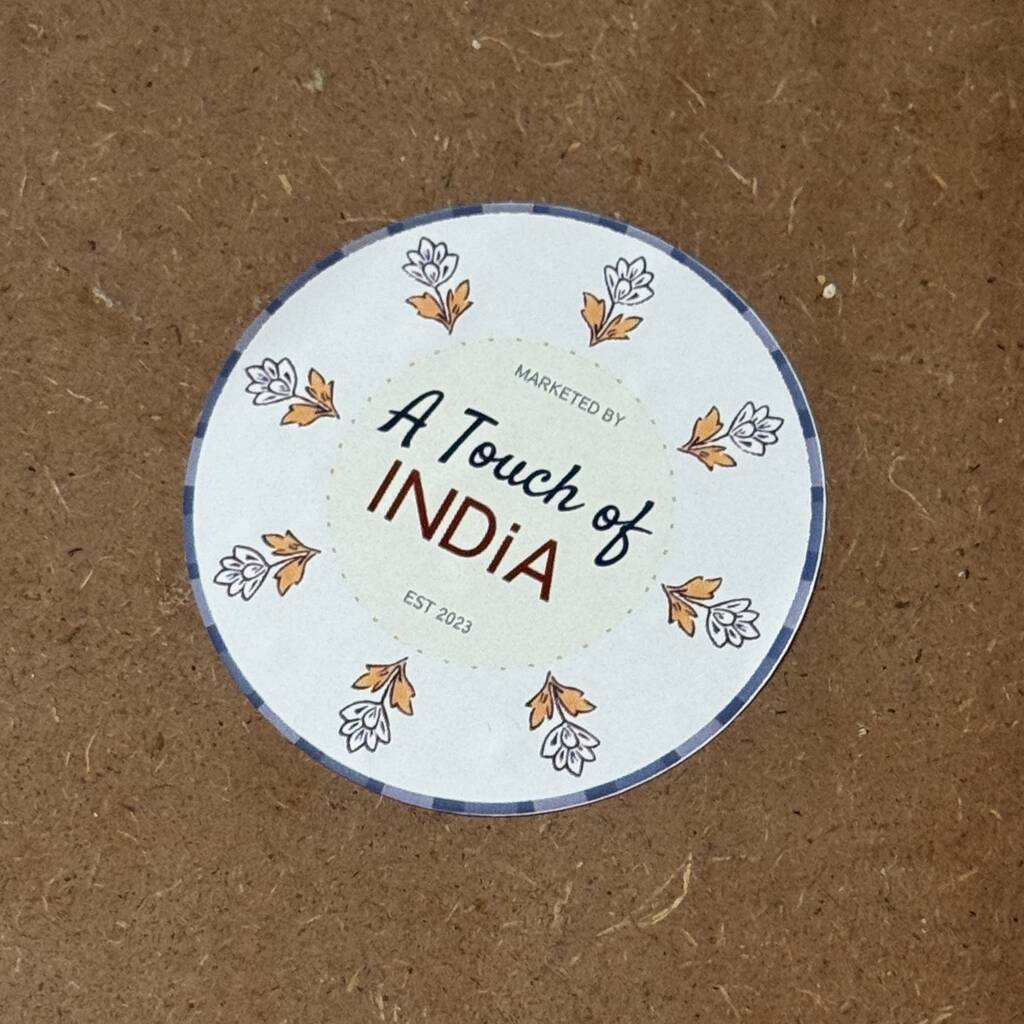 MARKETED BY
A Touch of
INDiA
EST 2023